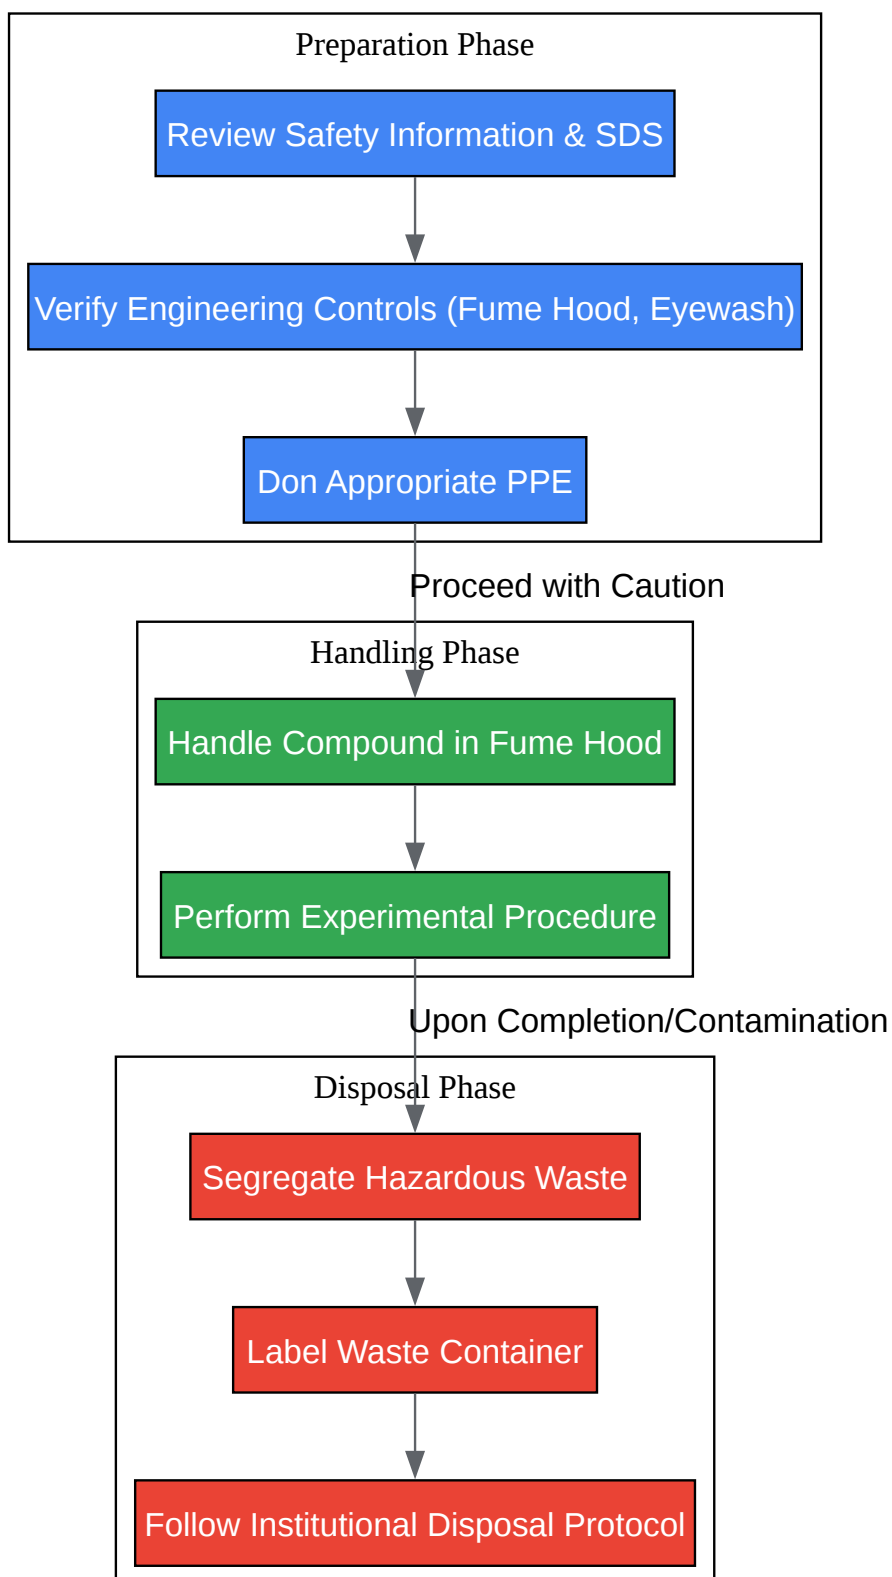 Preparation Phase
Review Safety Information & SDS
Verify Engineering Controls (Fume Hood, Eyewash)
Don Appropriate PPE
Proceed with Caution
Handling Phase
Handle Compound in Fume Hood
Perform Experimental Procedure
Upon Completion/Contamination
Disposal Phase
Segregate Hazardous Waste
Label Waste Container
Follow Institutional Disposal Protocol